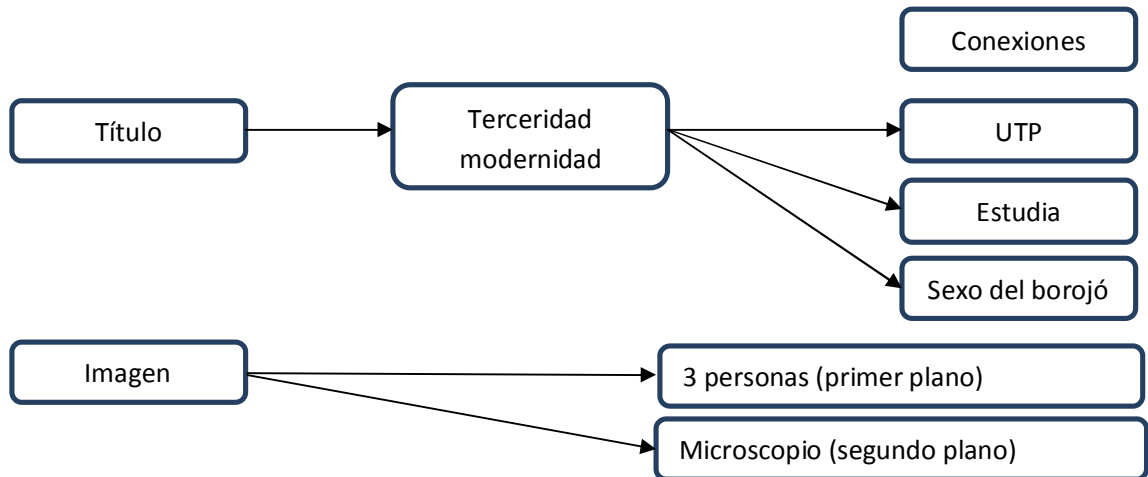 Conexiones
Título
Terceridad
modernidad
UTP
Estudia
Sexo del borojó
Imagen
3 personas (primer plano)
Microscopio (segundo plano)